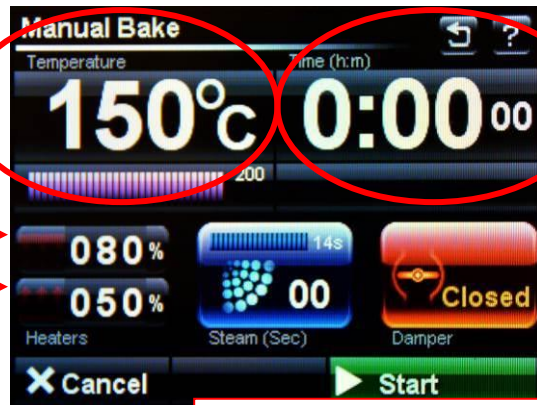 Manual Bake
?
Temperature
Time (h:m)
150°C
0:00 00
200
080%
14s
050%
00
Closed
Heaters
Steam (Sec)
Damper
Cancel
Start